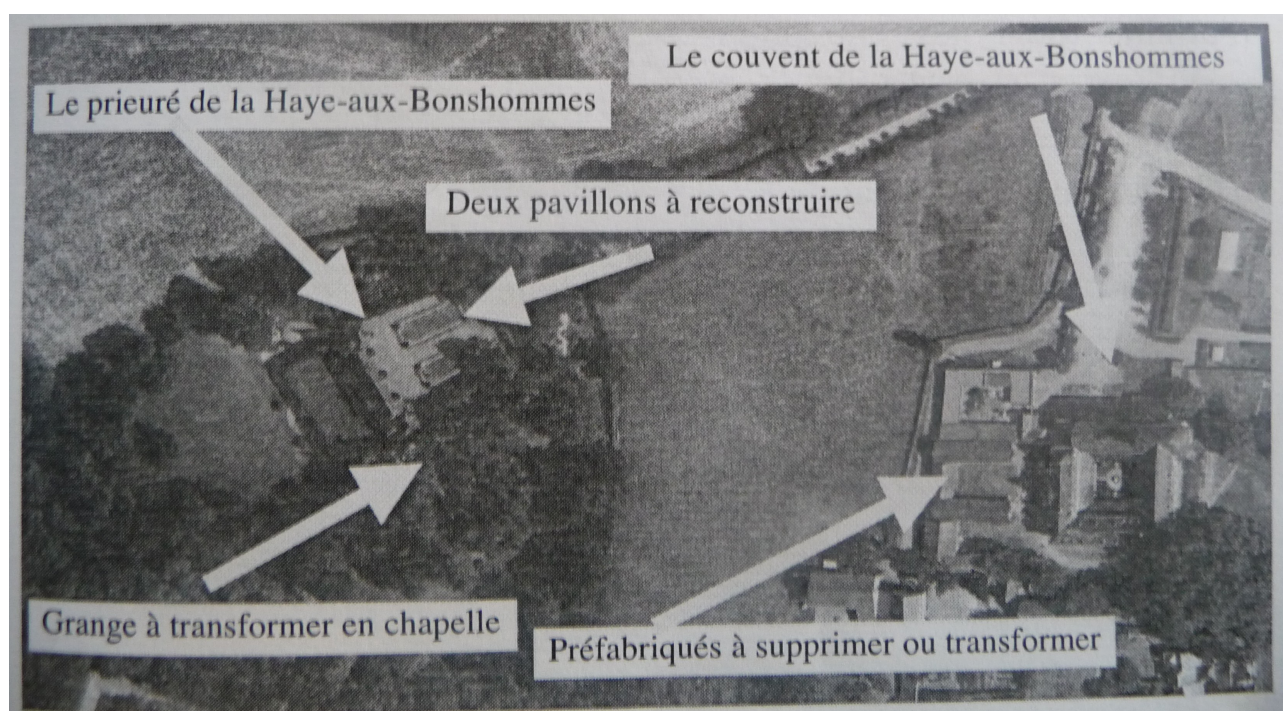 Le couvent de la Haye-aux-Bonshommes
Le prieuré de la Haye-aux-Bonshommes
Deux pavillons à reconstruire
Grange à transformer en chapelle
Préfabriqués à supprimer ou transformer